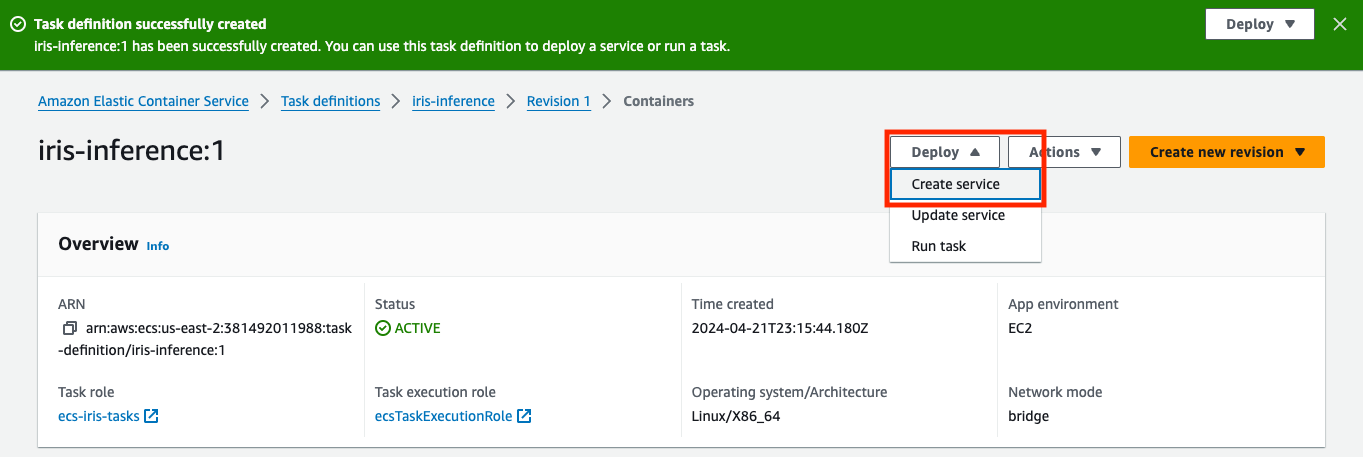 Task definition successfully created
Deploy
iris-inference:1 has been successfully created. You can use this task definition to deploy a service or run a task.
Amazon Elastic Container Service > Task definitions > iris-inference > Revision 1 > Containers
iris-inference:1
Deploy
Actions
Create new revision
Create service
Update service
Run task
Overview Info
ARN
arn:aws:ecs:us-east-2:381492011988:task
-definition/iris-inference:1
Status
ACTIVE
Time created
2024-04-21T23:15:44.180Z
App environment
EC2
Task role
ecs-iris-tasks
Task execution role
ecsTaskExecutionRole
Operating system/Architecture
Linux/X86_64
Network mode
bridge